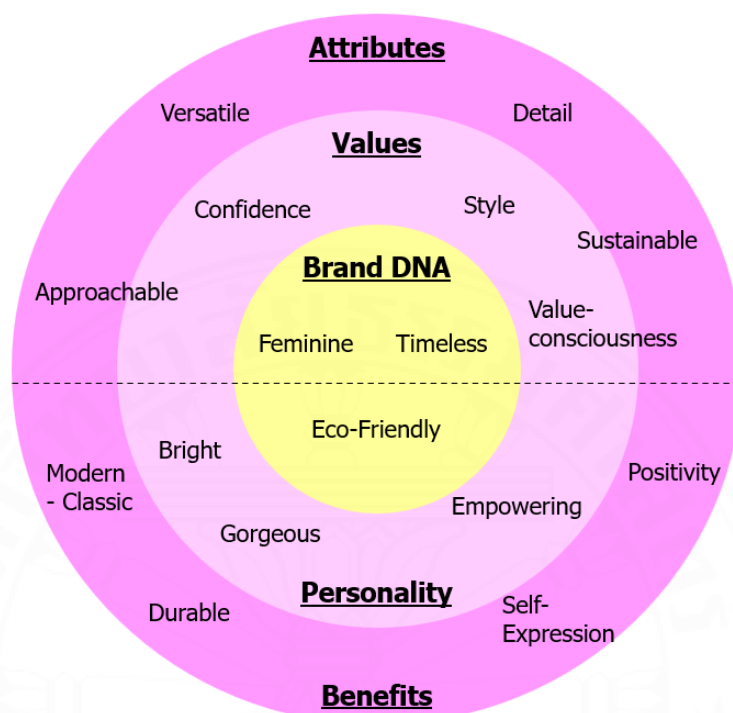 Attributes
Versatile
Detail
Values
Confidence
Style
Sustainable
Brand DNA
Approachable
Value-
consciousness
Feminine
Timeless
Eco-Friendly
Bright
Modern
- Classic
Positivity
Empowering
Gorgeous
Personality
Durable
Self-
Expression
Benefits